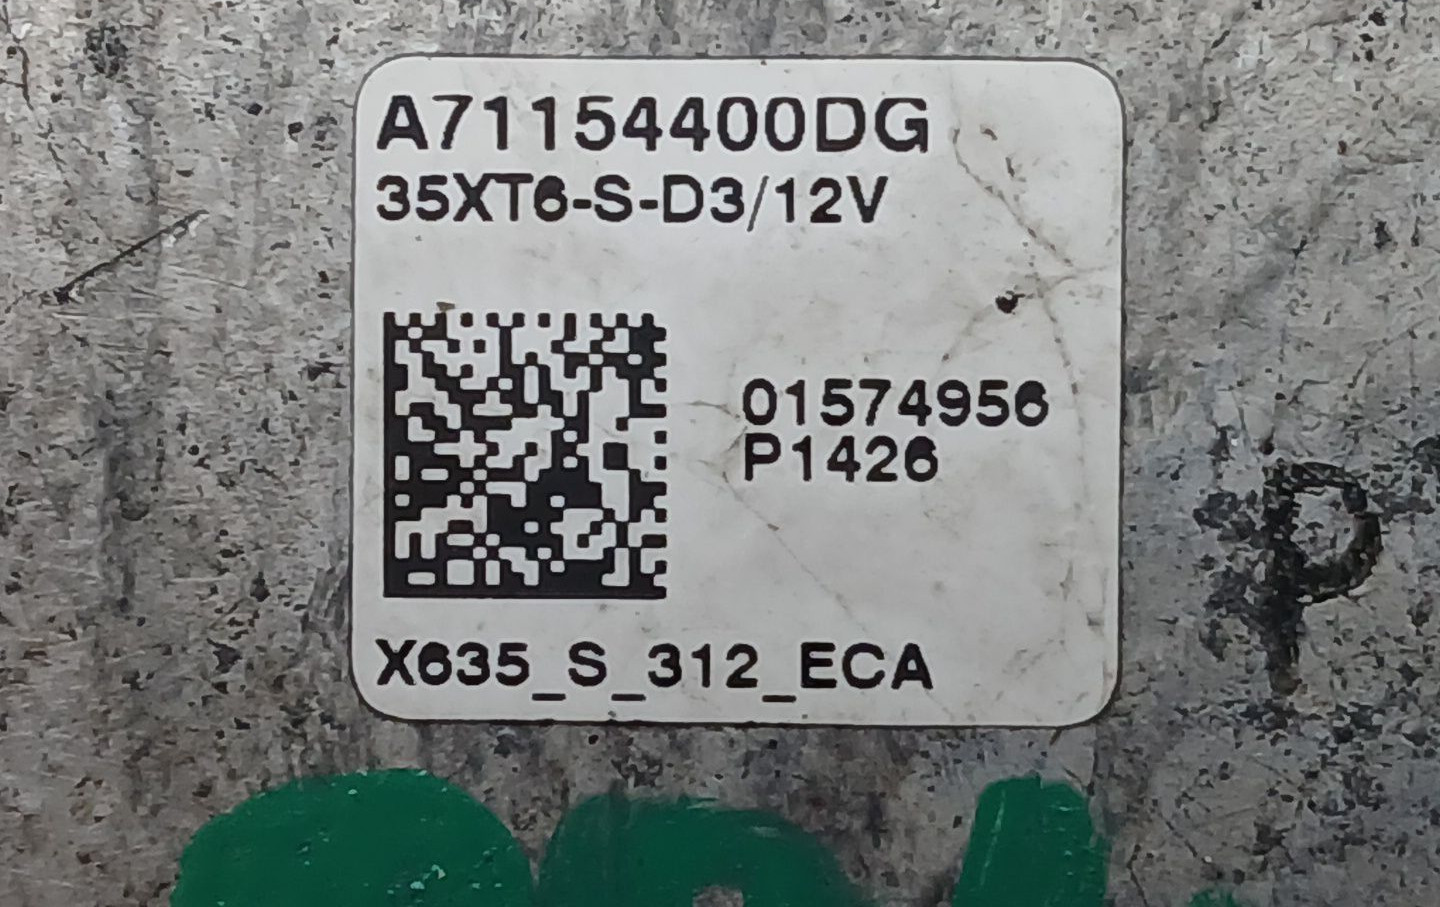 A71154400DG
35XT6-S-D3/12V
01574956
P1426
X635_S_312_ECA
P